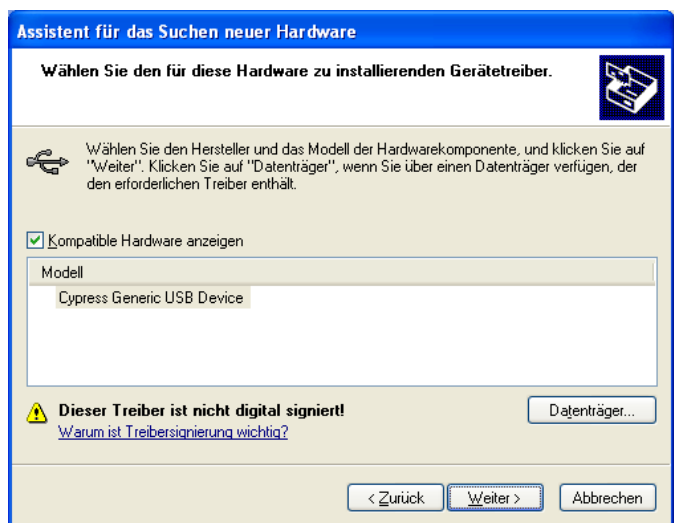 Assistent für das Suchen neuer Hardware
Wählen Sie den für diese Hardware zu installierenden Gerätetreiber.
Wählen Sie den Hersteller und das Modell der Hardwarekomponente, und klicken Sie auf
"Weiter". Klicken Sie auf "Datenträger", wenn Sie über einen Datenträger verfügen, der
den erforderlichen Treiber enthält.
Kompatible Hardware anzeigen
Modell
Cypress Generic USB Device
Dieser Treiber ist nicht digital signiert!
Datenträger...
Warum ist Treibersignierung wichtig?
< Zurück
Weiter >
Abbrechen